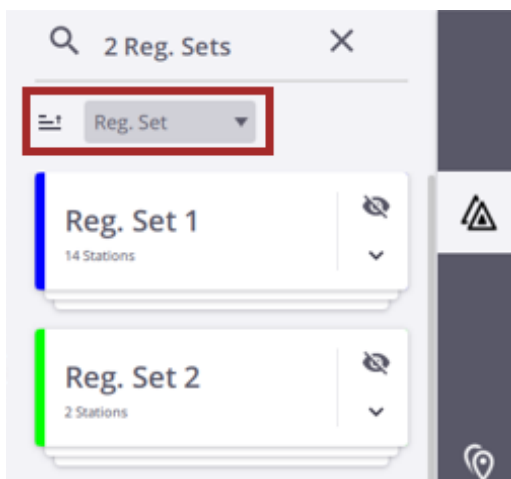 2 Reg. Sets
Reg. Set
Reg. Set 1
14 Stations
Reg. Set 2
2 Stations